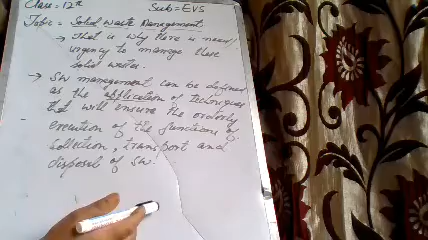 Class = 12th Sub = EVS
Topic = Solid Waste Management.
→ That is why there is need/
urgency to manage these
solid wastes.
→ SW management can be defined
as the Application of Techniques
that will ensure the orderly
execution of the functions of
collection, transport and
disposal of SW.